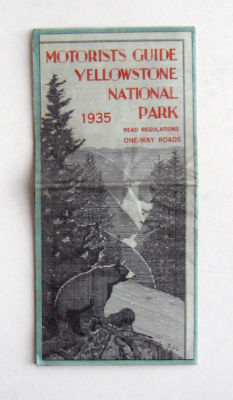 MOTORISTS GUIDE
YELLOWSTONE
NATIONAL
PARK
1935
READ REGULATIONS
ONE-WAY ROADS